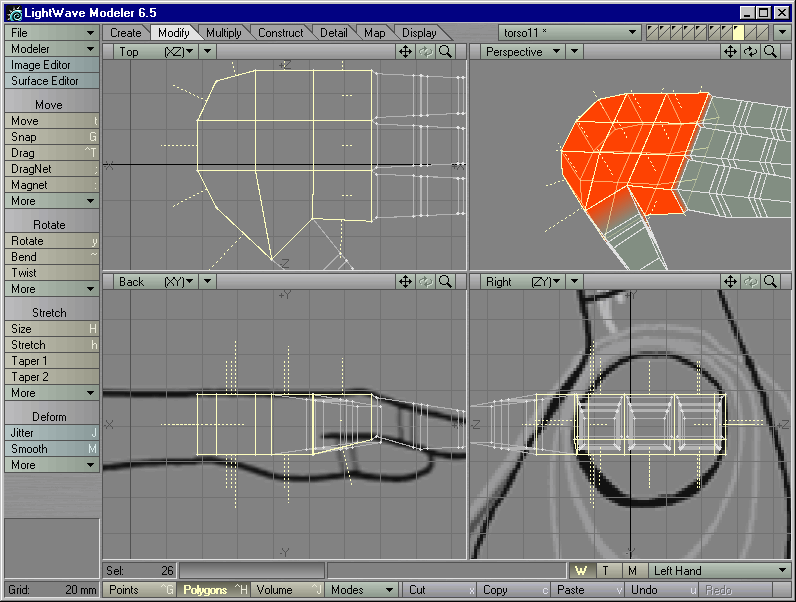 LightWave Modeler 6.5
File
Create Modify Multiply Construct Detail Map Display torso11 *
Modeler
Top (XZ) Perspective
Image Editor
Surface Editor
Move
Move t
Snap G
Drag ^T
DragNet ;
Magnet :
More
Rotate
Rotate y
Bend ~
Twist
More
Stretch
Size H
Stretch h
Taper 1
Taper 2
More
Deform
Jitter J
Smooth M
More
Z
X
-Z
Back (XY) Right (ZY)
+Y
-X
-Y
+Y
-Z
+Z
-Y
Sel: 26 W T M Left Hand
Grid: 20 mm Points ^G Polygons ^H Volume ^J Modes Cut x Copy c Paste v Undo u Redo